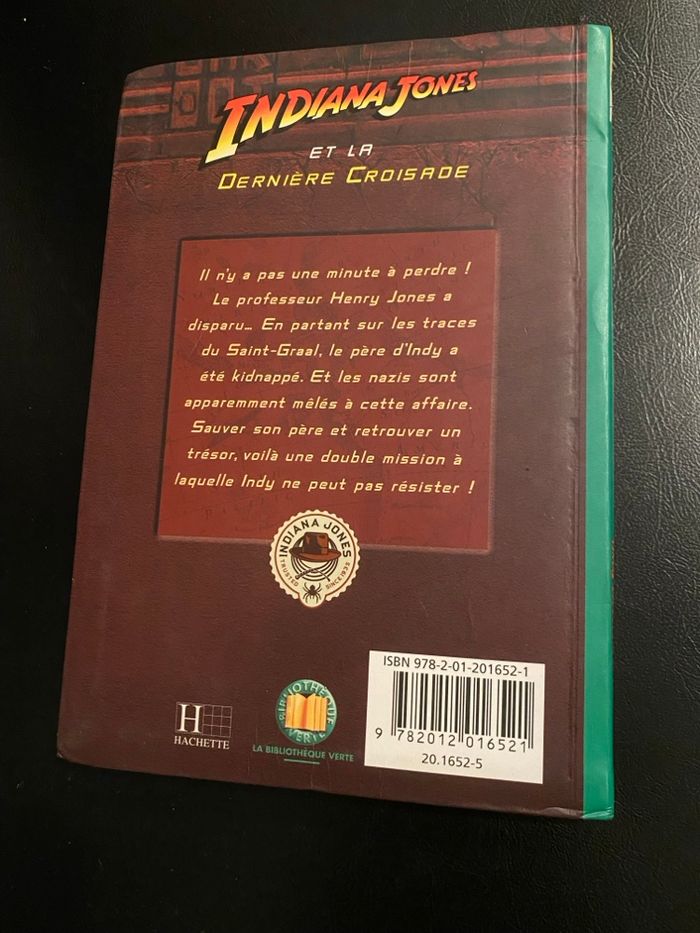 INDIANA JONES
ET LA
DERNIÈRE CROISADE
Il n'y a pas une minute à perdre !
Le professeur Henry Jones a
disparu... En partant sur les traces
du Saint-Graal, le père d'Indy a
été kidnappé. Et les nazis sont
apparemment mêlés à cette affaire.
Sauver son père et retrouver un
trésor, voilà une double mission à
laquelle Indy ne peut pas résister !
INDIANA JONES
TRUSTED SINCE 1935
ISBN 978-2-01-201652-1
9 782012 016521
20.1652-5
H
HACHETTE
BIBLIOTHÈQUE
VERTE
LA BIBLIOTHÈQUE VERTE